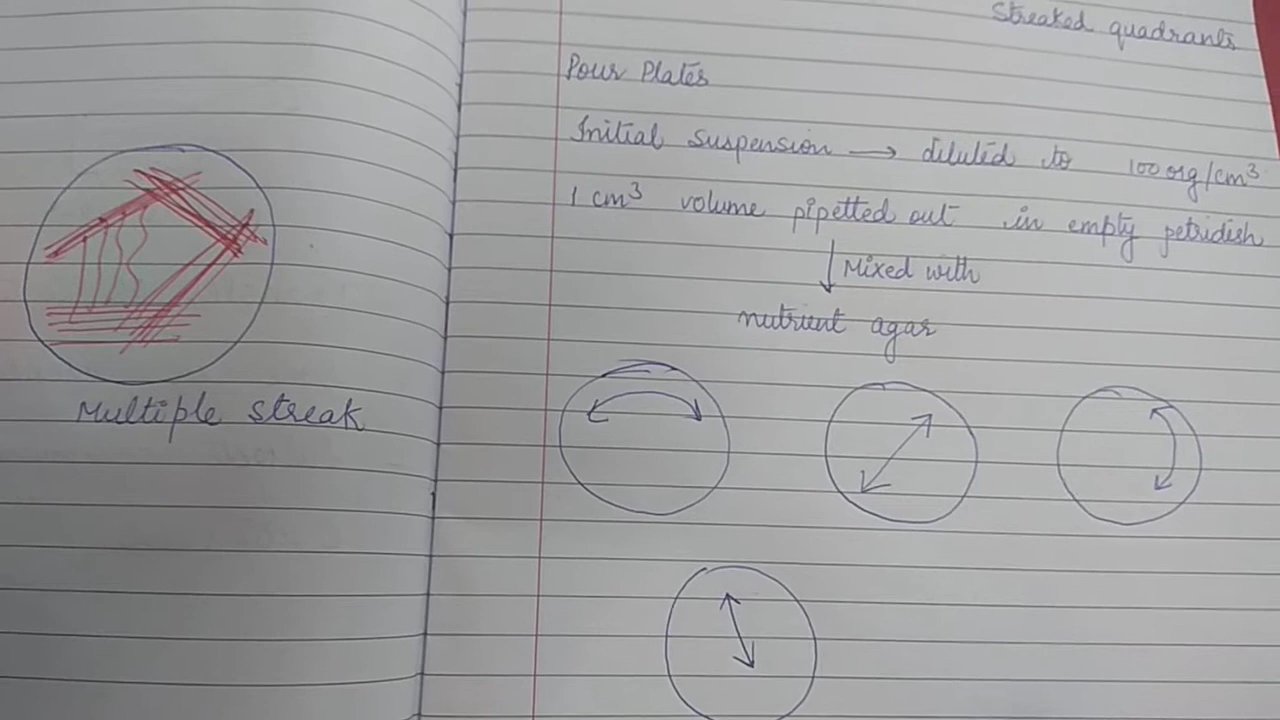 Multiple streak
Streaked quadrants
Pour Plates
Initial suspension → diluted to 100 org/cm³
1 cm³ volume pipetted out in empty petridish
↓ Mixed with
nutrient agar